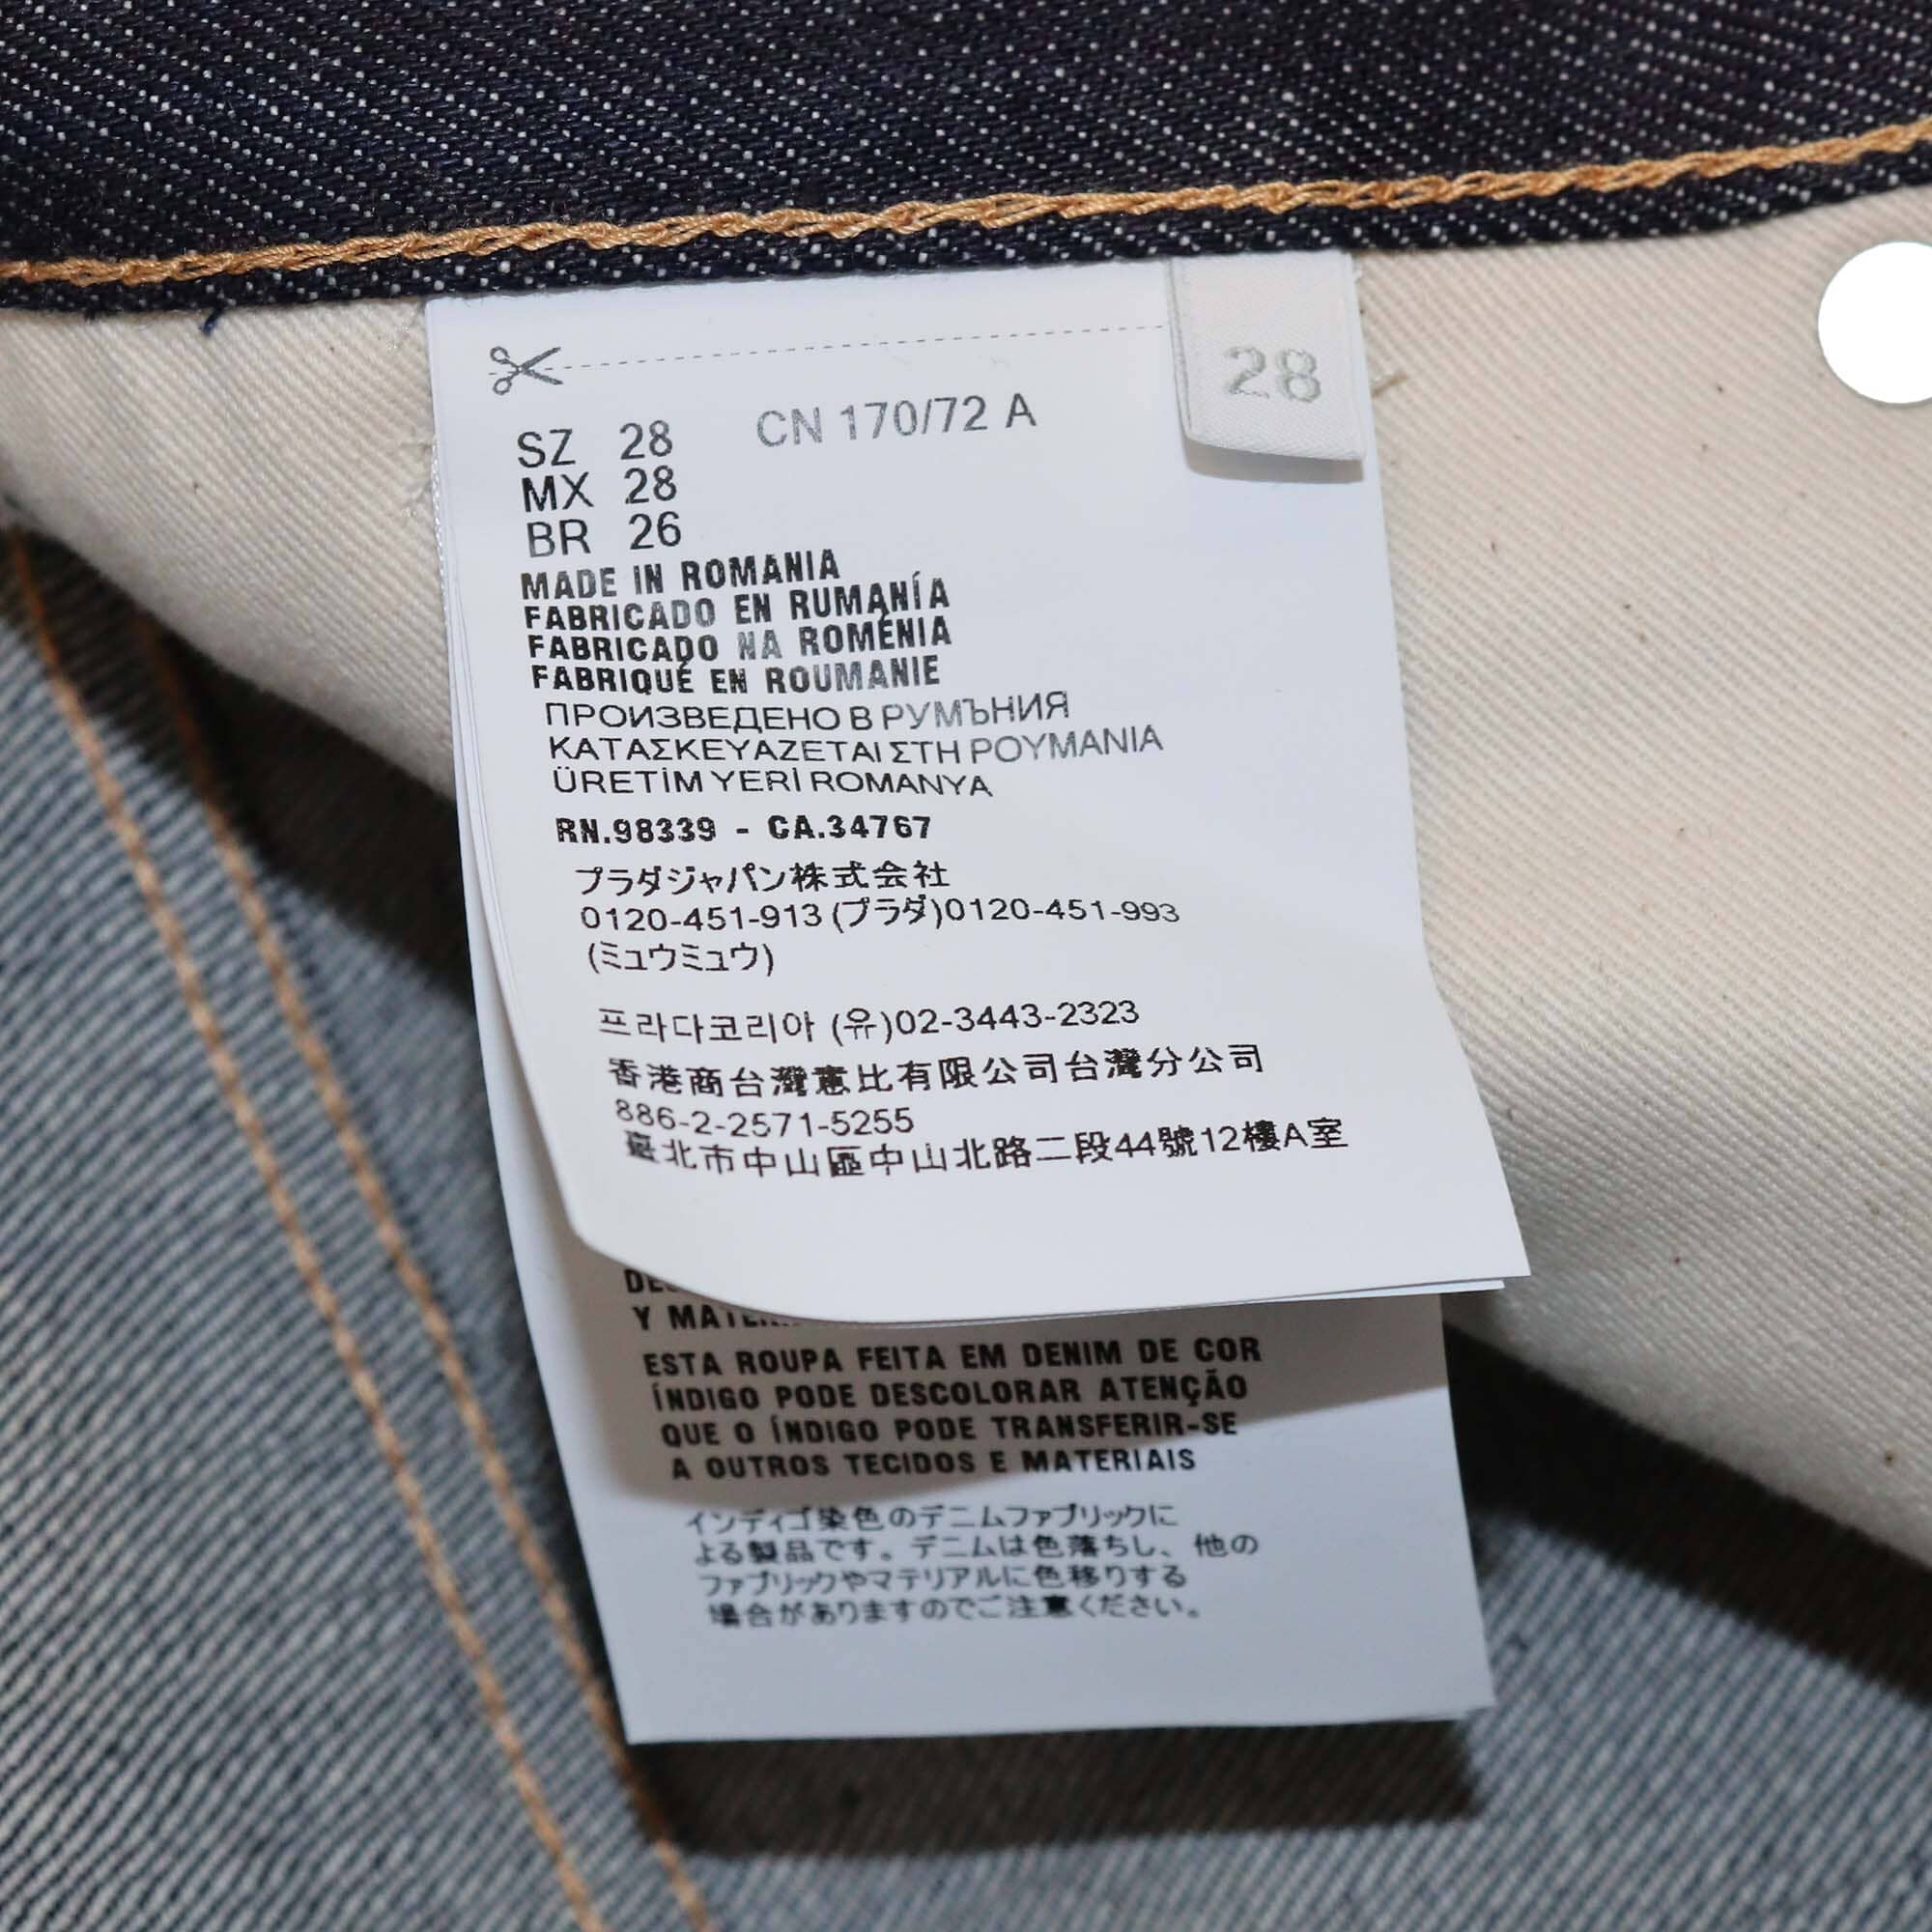 28
SZ 28 CN 170/72 A
MX 28
BR 26
MADE IN ROMANIA
FABRICADO EN RUMANÍA
FABRICADO NA ROMÉNIA
FABRIQUÉ EN ROUMANIE
ПРОИЗВЕДЕНО В РУМЪНИЯ
ΚΑΤΑΣΚΕΥΑΖΕΤΑΙ ΣΤΗ ΡΟΥΜΑΝΙΑ
ÜRETİM YERİ ROMANYA
RN.98339 - CA.34767
プラダジャパン株式会社
0120-451-913 (プラダ)0120-451-993
(ミュウミュウ)
프라다코리아 (유)02-3443-2323
香港商台灣憙比有限公司台灣分公司
886-2-2571-5255
臺北市中山區中山北路二段44號12樓A室
Y
ESTA ROUPA FEITA EM DENIM DE COR
ÍNDIGO PODE DESCOLORAR ATENÇÃO
QUE O ÍNDIGO PODE TRANSFERIR-SE
A OUTROS TECIDOS E MATERIAIS
インディゴ染色のデニムファブリックに
よる製品です。デニムは色落ちし、他の
ファブリックやマテリアルに色移りする
場合がありますのでご注意ください。